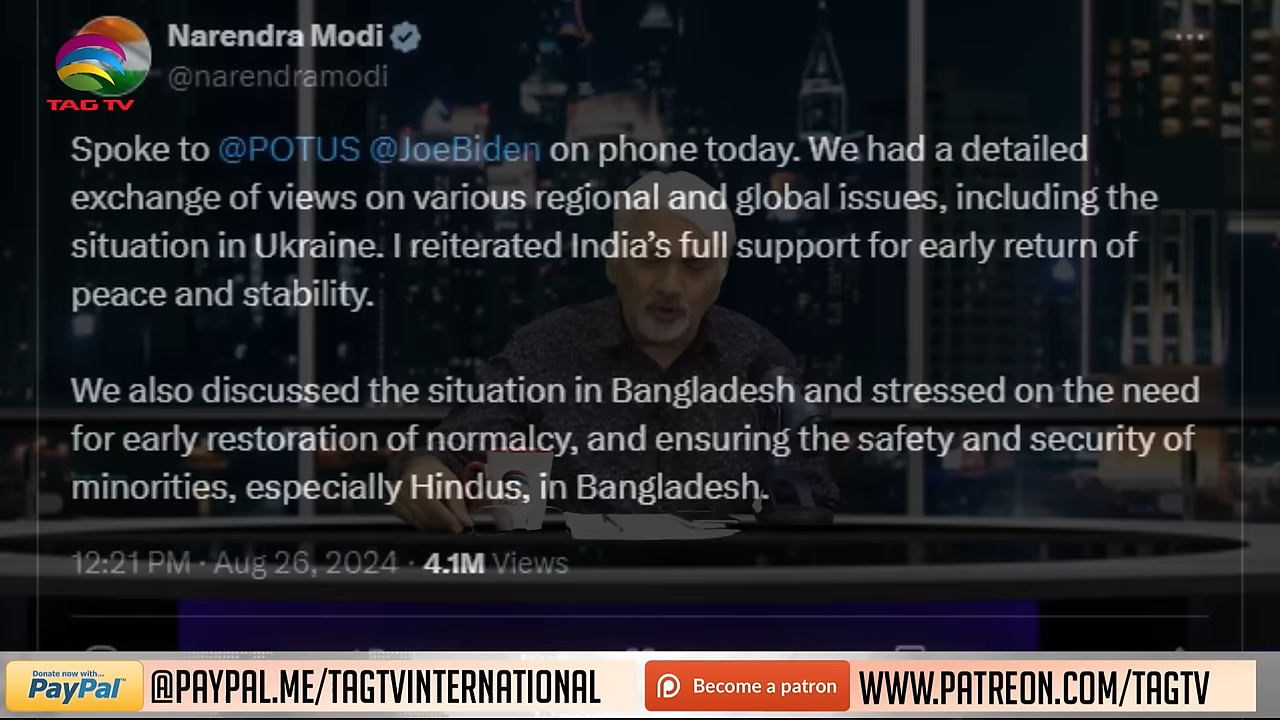 Narendra Modi
@narendramodi
TAG TV
Spoke to @POTUS @JoeBiden on phone today. We had a detailed
exchange of views on various regional and global issues, including the
situation in Ukraine. I reiterated India’s full support for early return of
peace and stability.
We also discussed the situation in Bangladesh and stressed on the need
for early restoration of normalcy, and ensuring the safety and security of
minorities, especially Hindus, in Bangladesh.
12:21 PM · Aug 26, 2024 · 4.1M Views
Donate now with...
PayPal™
@PAYPAL.ME/TAGTVINTERNATIONAL
Become a patron
WWW.PATREON.COM/TAGTV